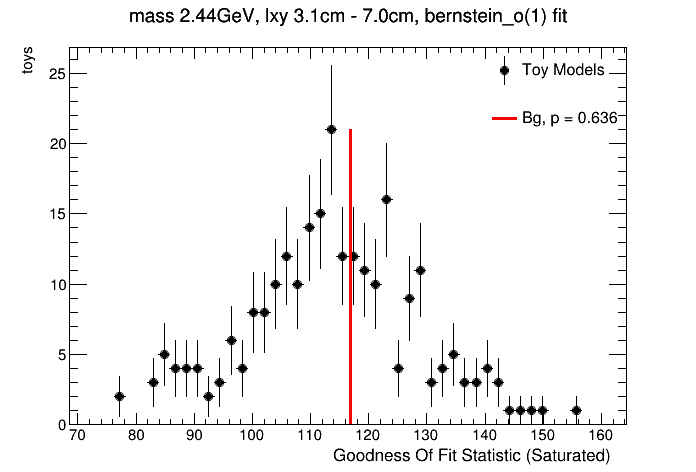 mass 2.44GeV, lxy 3.1cm - 7.0cm, bernstein_o(1) fit
toys
25
20
15
10
5
0
Toy Models
Bg, p = 0.636
70 80 90 100 110 120 130 140 150 160
Goodness Of Fit Statistic (Saturated)